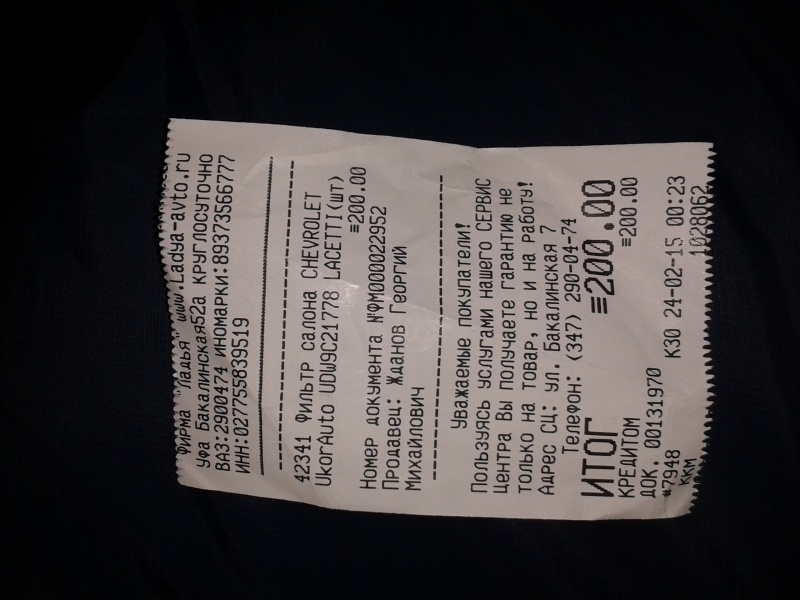 Фирма "Ладья" www.Ladya-avto.ru
Уфа Бакалинская52а КРУГЛОСУТОЧНО
ВАЗ:2900474 иномарки:89373566777
ИНН:027755839519
42341 Фильтр салона CHEVROLET
UkorAuto UDW9C21778 LACETTI(шт)
≡200.00
Номер документа №ФМ000022952
Продавец: Жданов Георгий
Михайлович
Уважаемые покупатели!
Пользуясь услугами нашего СЕРВИС
Центра Вы получаете гарантию не
только на товар, но и на работу!
Адрес СЦ: ул. Бакалинская 7
Телефон: (347) 290-04-74
ИТОГ ≡200.00
КРЕДИТОМ ≡200.00
ДОК. 00131970 К30 24-02-15 00:23
#7948 1028062
ККМ